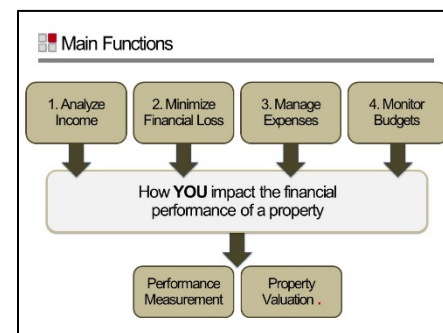 Main Functions
1. Analyze
Income
2. Minimize
Financial Loss
3. Manage
Expenses
4. Monitor
Budgets
How YOU impact the financial
performance of a property
Performance
Measurement
Property
Valuation .